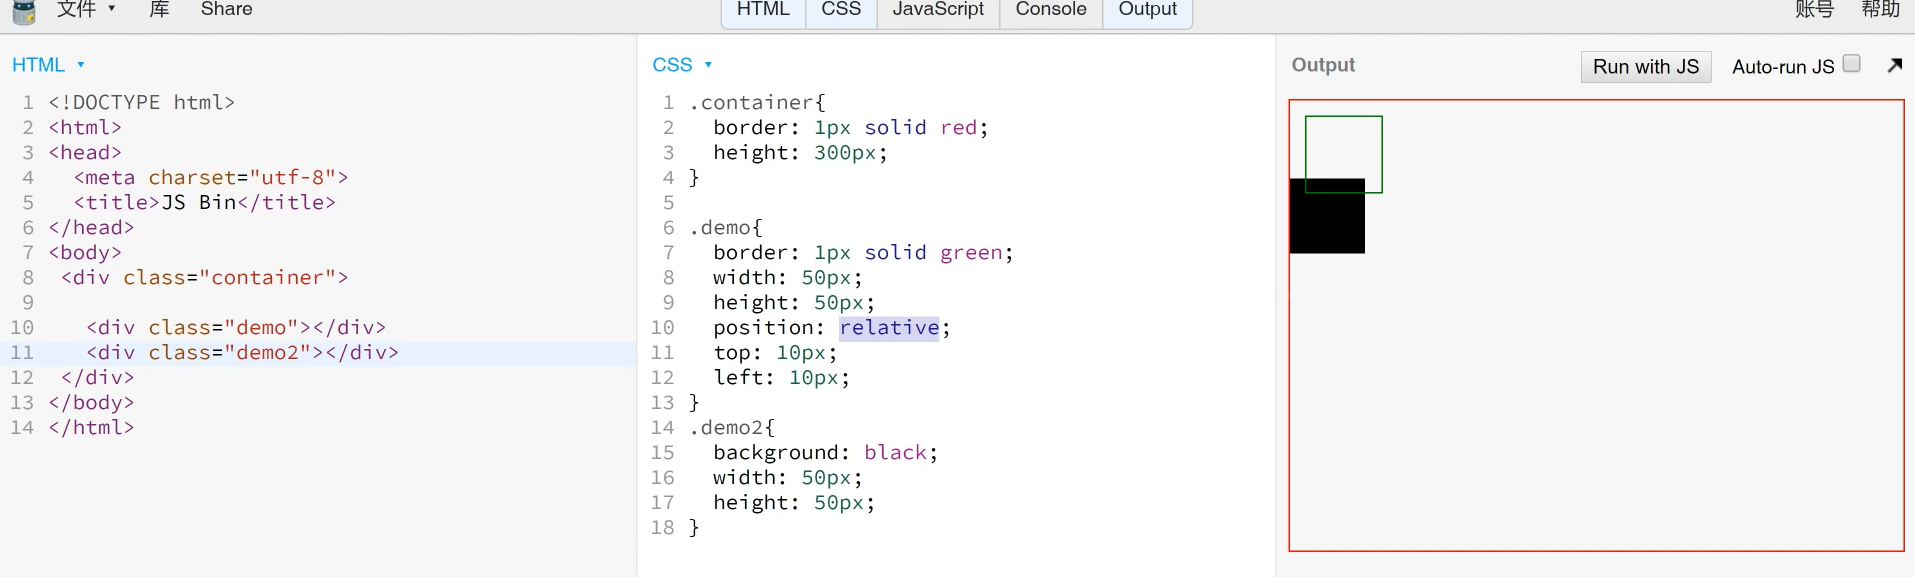 文件 库 Share HTML CSS JavaScript Console Output 账号 帮助
HTML
1 <!DOCTYPE html>
2 <html>
3 <head>
4   <meta charset="utf-8">
5   <title>JS Bin</title>
6 </head>
7 <body>
8  <div class="container">
9
10    <div class="demo"></div>
11    <div class="demo2"></div>
12  </div>
13 </body>
14 </html>
CSS
1 .container{
2   border: 1px solid red;
3   height: 300px;
4 }
5
6 .demo{
7   border: 1px solid green;
8   width: 50px;
9   height: 50px;
10   position: relative;
11   top: 10px;
12   left: 10px;
13 }
14 .demo2{
15   background: black;
16   width: 50px;
17   height: 50px;
18 }
Output Run with JS Auto-run JS